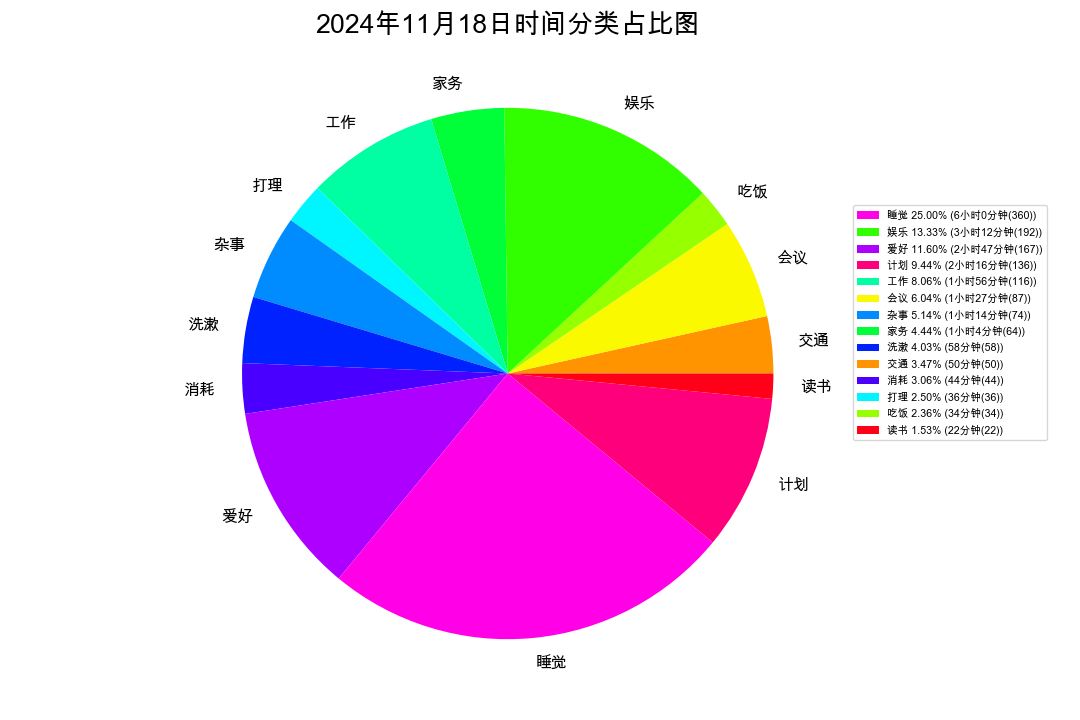 2024年11月18日时间分类占比图
家务
娱乐
工作
打理
吃饭
杂事
会议
洗漱
交通
消耗
读书
爱好
计划
睡觉
睡觉 25.00% (6小时0分钟(360))
娱乐 13.33% (3小时12分钟(192))
爱好 11.60% (2小时47分钟(167))
计划 9.44% (2小时16分钟(136))
工作 8.06% (1小时56分钟(116))
会议 6.04% (1小时27分钟(87))
杂事 5.14% (1小时14分钟(74))
家务 4.44% (1小时4分钟(64))
洗漱 4.03% (58分钟(58))
交通 3.47% (50分钟(50))
消耗 3.06% (44分钟(44))
打理 2.50% (36分钟(36))
吃饭 2.36% (34分钟(34))
读书 1.53% (22分钟(22))